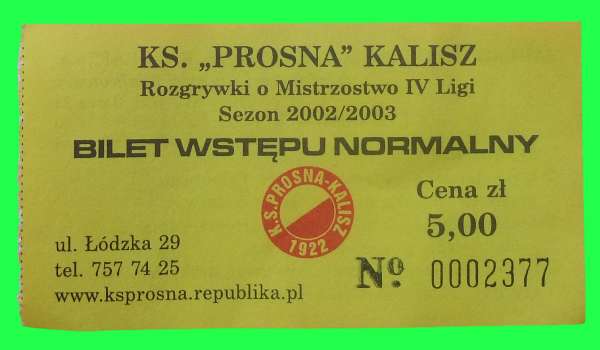 KS. „PROSNA” KALISZ
Rozgrywki o Mistrzostwo IV Ligi
Sezon 2002/2003
BILET WSTĘPU NORMALNY
K.S. PROSNA-KALISZ
1922
Cena zł
5,00
ul. Łódzka 29
tel. 757 74 25
www.ksprosna.republika.pl
Nº 0002377